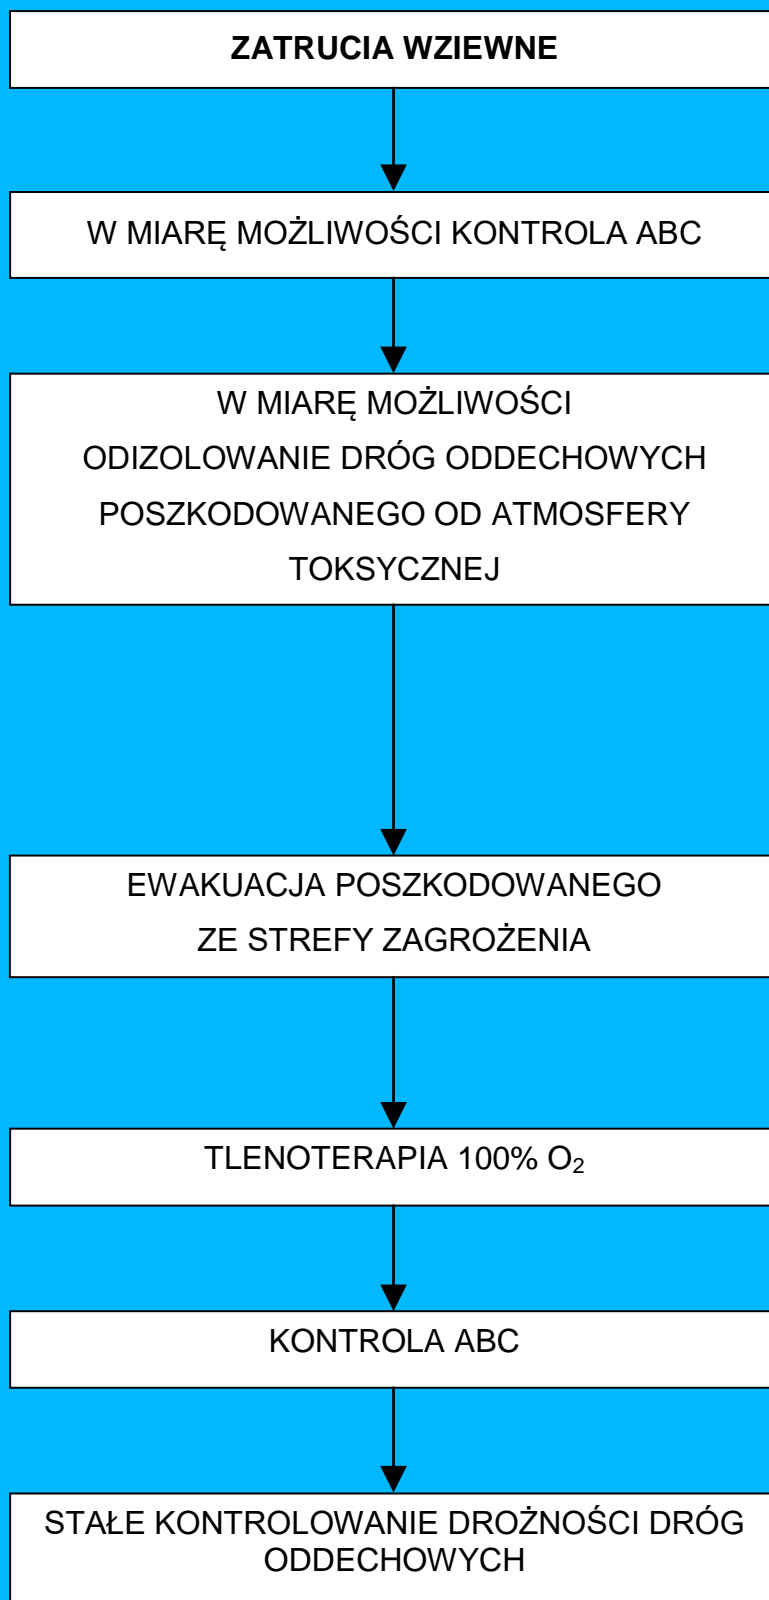 ZATRUCIA WZIEWNE
W MIARĘ MOŻLIWOŚCI KONTROLA ABC
W MIARĘ MOŻLIWOŚCI
ODIZOLOWANIE DRÓG ODDECHOWYCH
POSZKODOWANEGO OD ATMOSFERY
TOKSYCZNEJ
EWAKUACJA POSZKODOWANEGO
ZE STREFY ZAGROŻENIA
TLENOTERAPIA 100% O₂
KONTROLA ABC
STAŁE KONTROLOWANIE DROŻNOŚCI DRÓG
ODDECHOWYCH